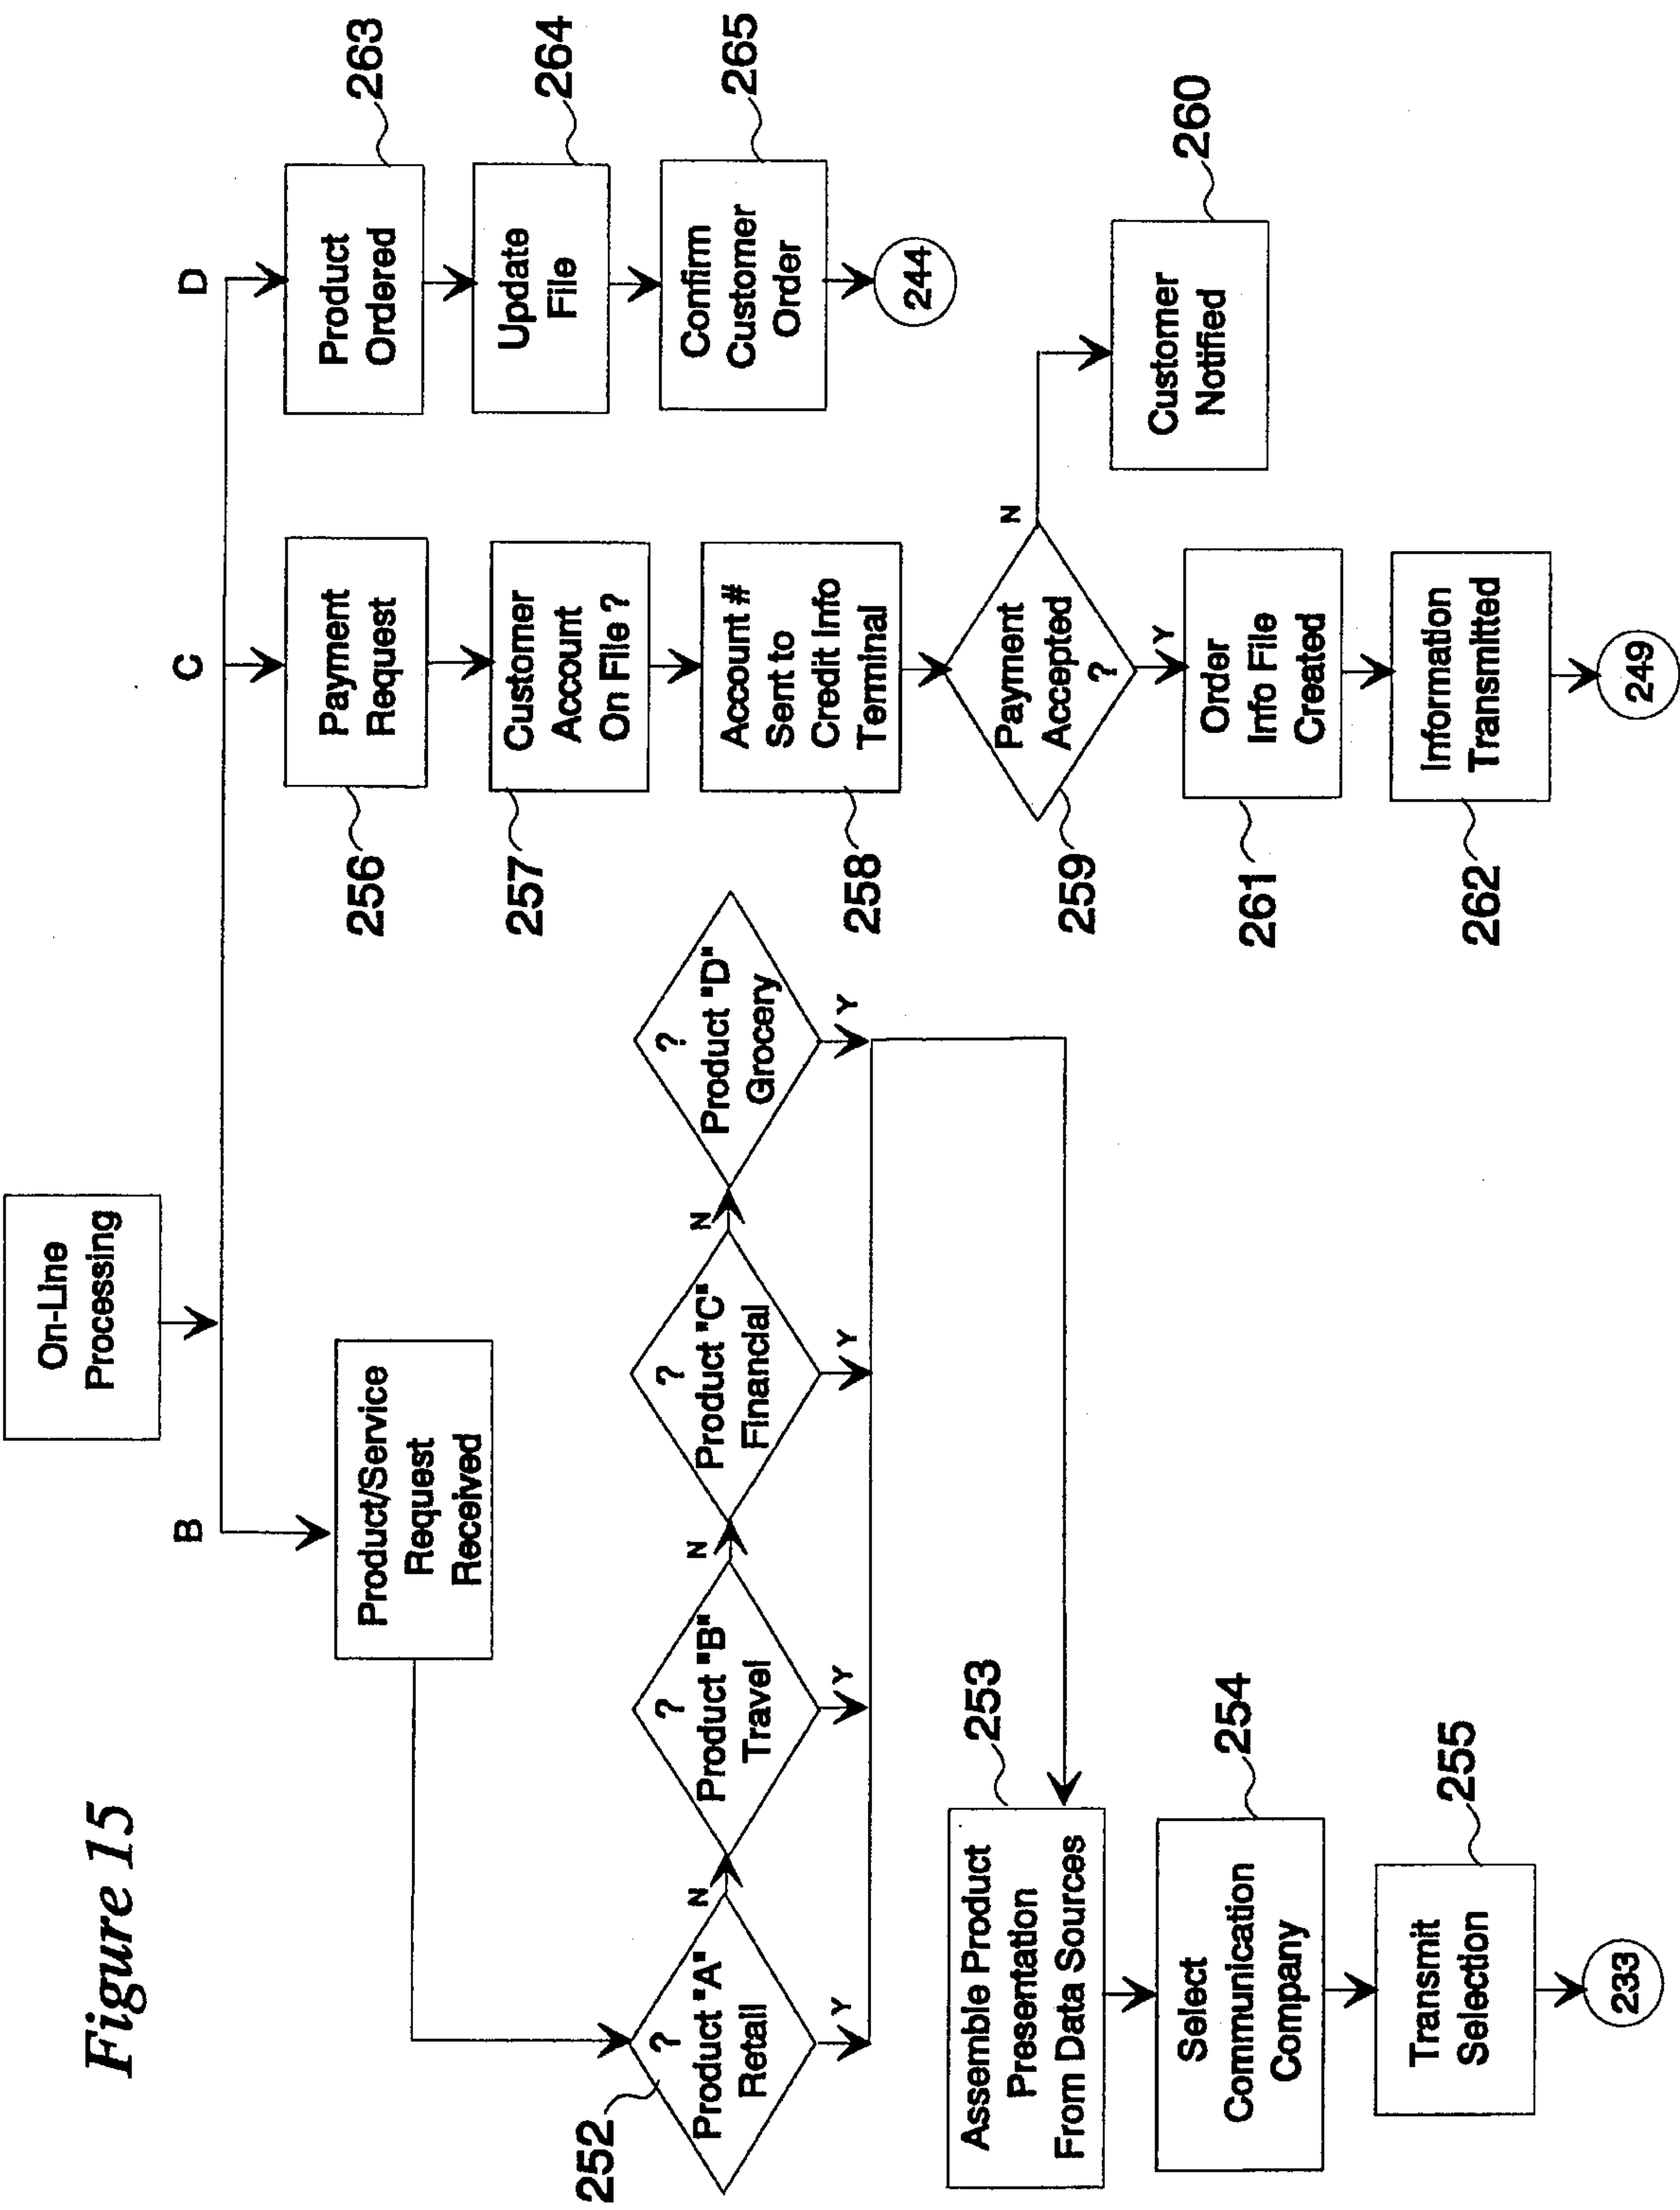 Figure 15
On-Line
Processing
B
C
D
Product/Service
Request
Received
252
?
Product "A"
Retail
N
Y
?
Product "B"
Travel
N
Y
?
Product "C"
Financial
N
Y
?
Product "D"
Grocery
Y
Assemble Product
Presentation
From Data Sources
253
Select
Communication
Company
254
Transmit
Selection
255
233
Payment
Request
256
Customer
Account
On File ?
257
Account #
Sent to
Credit Info
Terminal
258
Payment
Accepted
?
259
N
Y
Customer
Notified
260
Order
Info File
Created
261
Information
Transmitted
262
249
Product
Ordered
263
Update
File
264
Confirm
Customer
Order
265
244